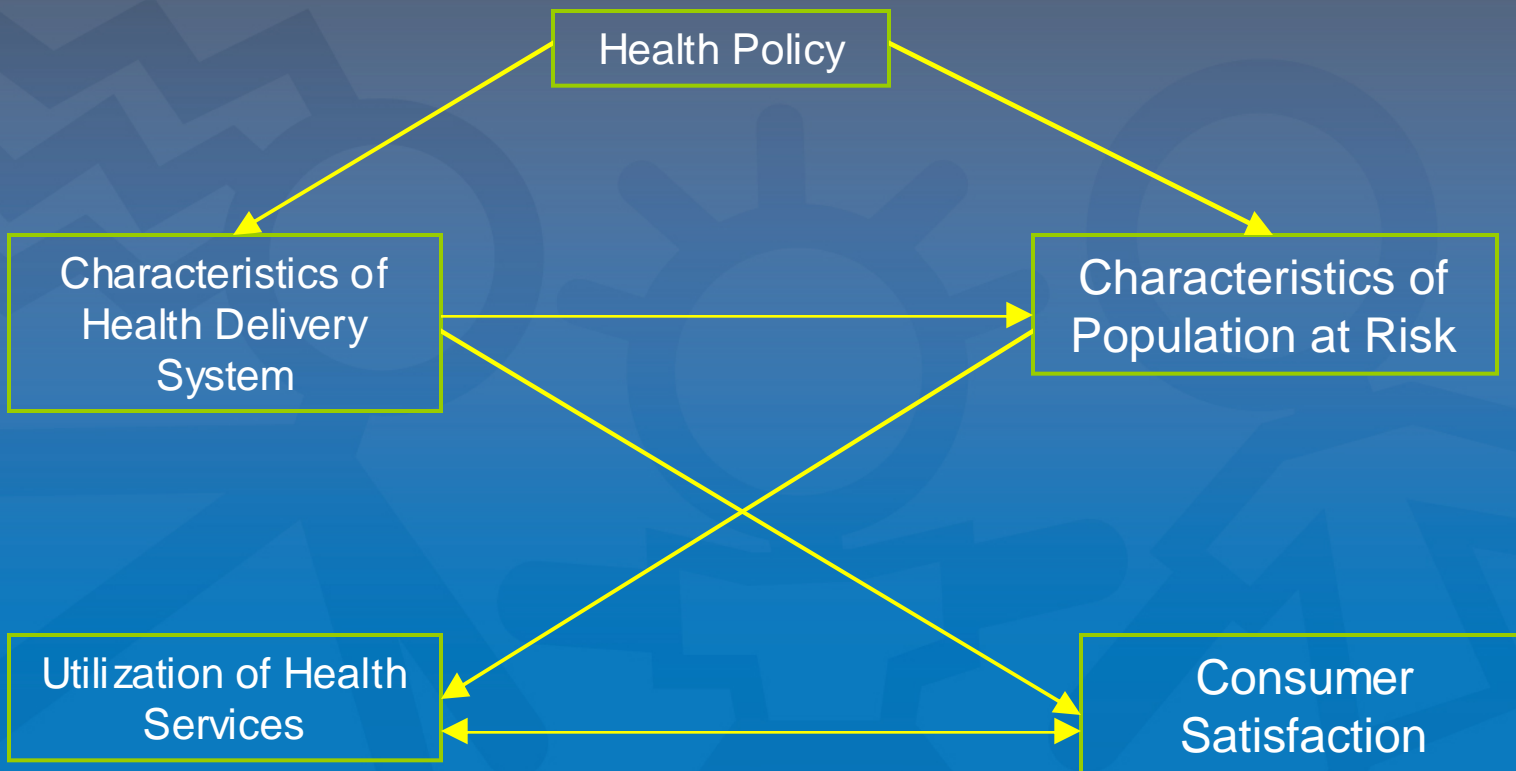 Health Policy
Characteristics of
Health Delivery
System
Characteristics of
Population at Risk
Utilization of Health
Services
Consumer
Satisfaction